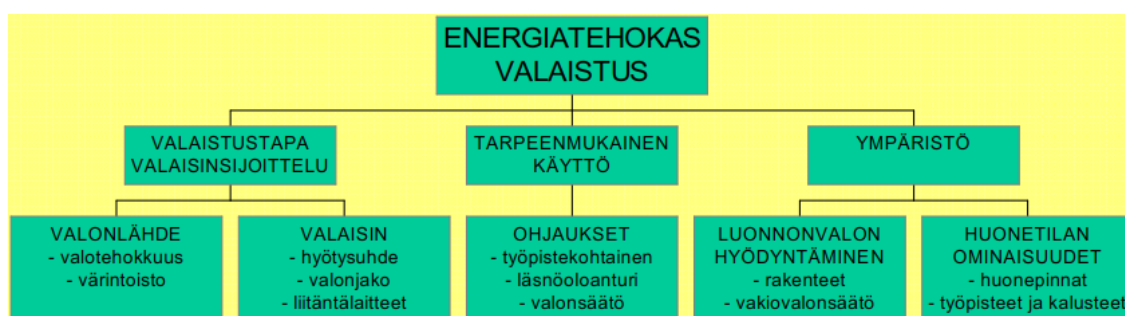 ENERGIATEHOKAS
VALAISTUS
VALAISTUSTAPA
VALAISINSIJOITTELU
TARPEENMUKAINEN
KÄYTTÖ
YMPÄRISTÖ
VALONLÄHDE
- valotehokkuus
- värintoisto
VALAISIN
- hyötysuhde
- valonjako
- liitäntälaitteet
OHJAUKSET
- työpistekohtainen
- läsnöoloanturi
- valonsäätö
LUONNONVALON
HYÖDYNTÄMINEN
- rakenteet
- vakiovalonsäätö
HUONETILAN
OMINAISUUDET
- huonepinnat
- työpisteet ja kalusteet